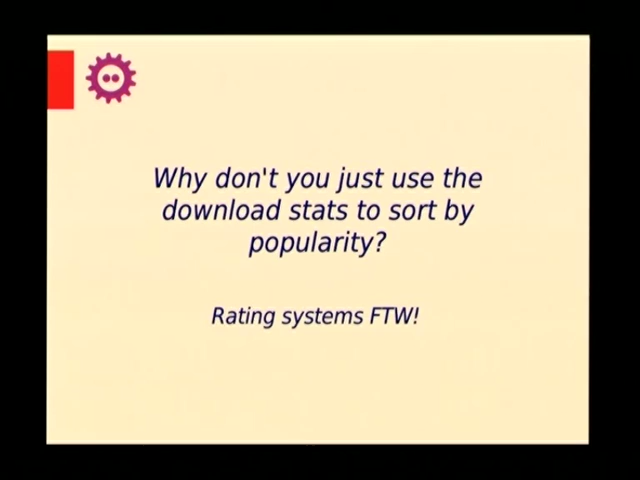 Why don't you just use the
download stats to sort by
popularity?
Rating systems FTW!